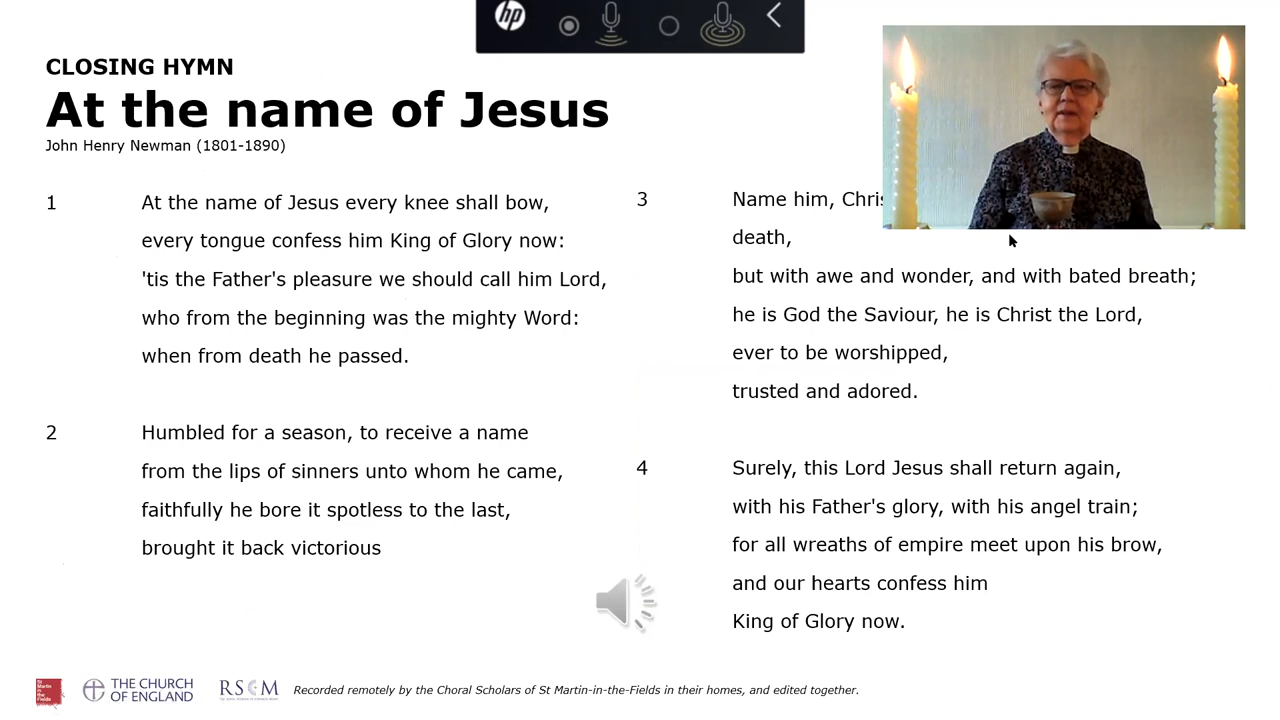 hp
CLOSING HYMN
At the name of Jesus
John Henry Newman (1801-1890)
1 At the name of Jesus every knee shall bow,
every tongue confess him King of Glory now:
'tis the Father's pleasure we should call him Lord,
who from the beginning was the mighty Word:
when from death he passed.
2 Humbled for a season, to receive a name
from the lips of sinners unto whom he came,
faithfully he bore it spotless to the last,
brought it back victorious
3 Name him,
death,
but with awe and wonder, and with bated breath;
he is God the Saviour, he is Christ the Lord,
ever to be worshipped,
trusted and adored.
4 Surely, this Lord Jesus shall return again,
with his Father's glory, with his angel train;
for all wreaths of empire meet upon his brow,
and our hearts confess him
King of Glory now.
St
Martin
in
the
Fields
THE CHURCH
OF ENGLAND
RSCM
Recorded remotely by the Choral Scholars of St Martin-in-the-Fields in their homes, and edited together.